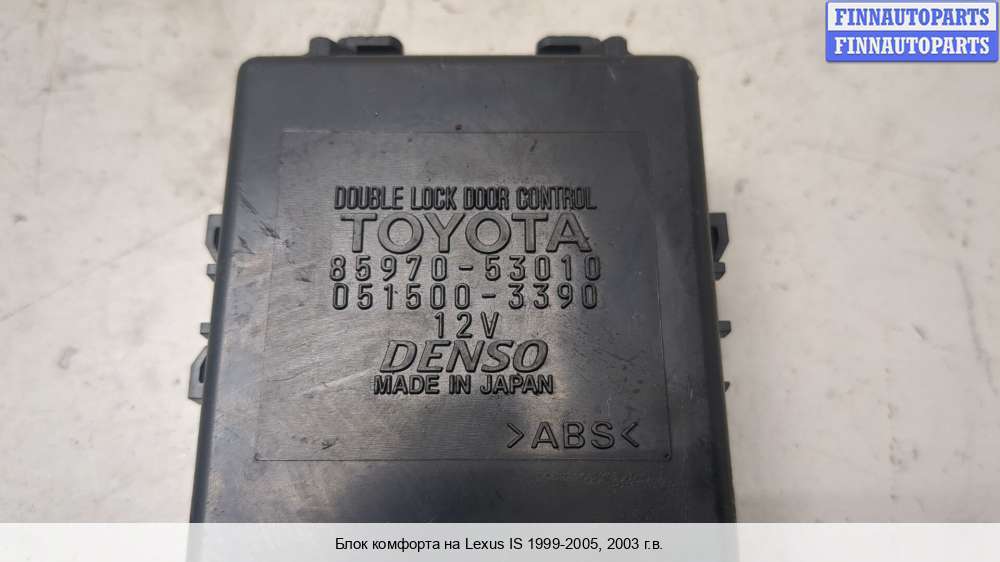 FINNAUTOPARTS
FINNAUTOPARTS
DOUBLE LOCK DOOR CONTROL
TOYOTA
85970-53010
051500-3390
12V
DENSO
MADE IN JAPAN
>ABS<
Блок комфорта на Lexus IS 1999-2005, 2003 г.в.